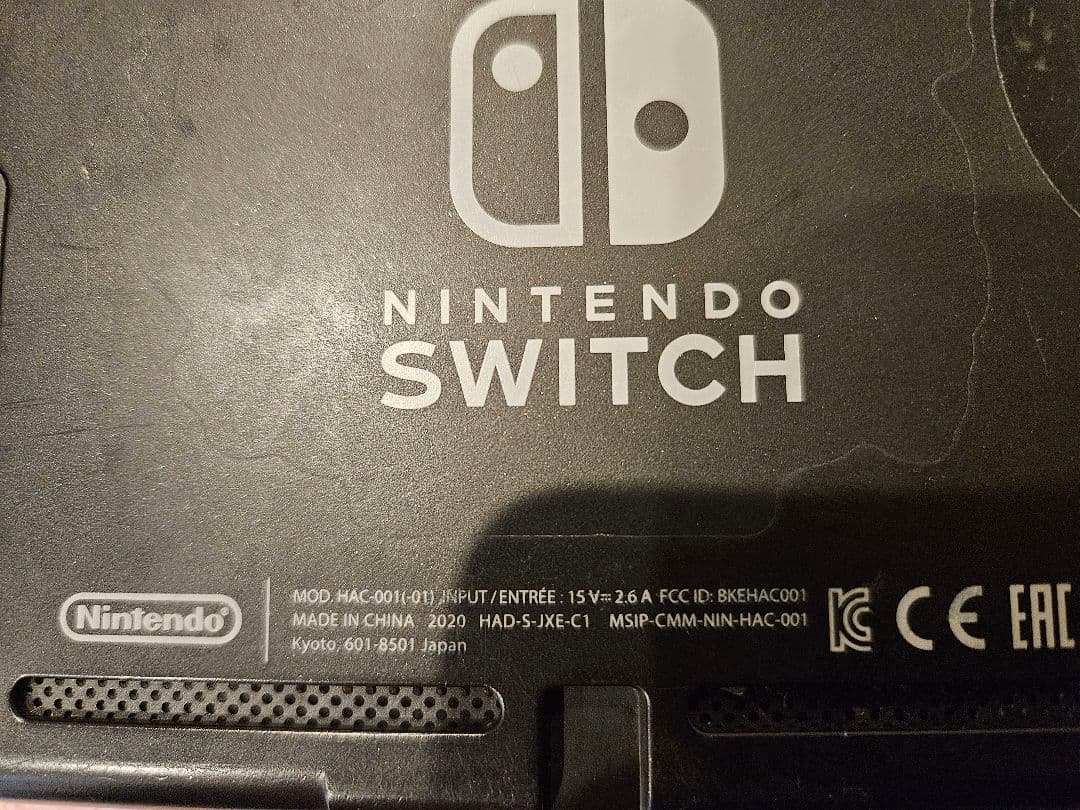 NINTENDO
SWITCH
Nintendo®
MOD. HAC-001(-01) INPUT / ENTRÉE : 15 V⎓ 2.6 A FCC ID: BKEHAC001
MADE IN CHINA 2020 HAD-S-JXE-C1 MSIP-CMM-NIN-HAC-001
Kyoto, 601-8501 Japan
KC CE EAC